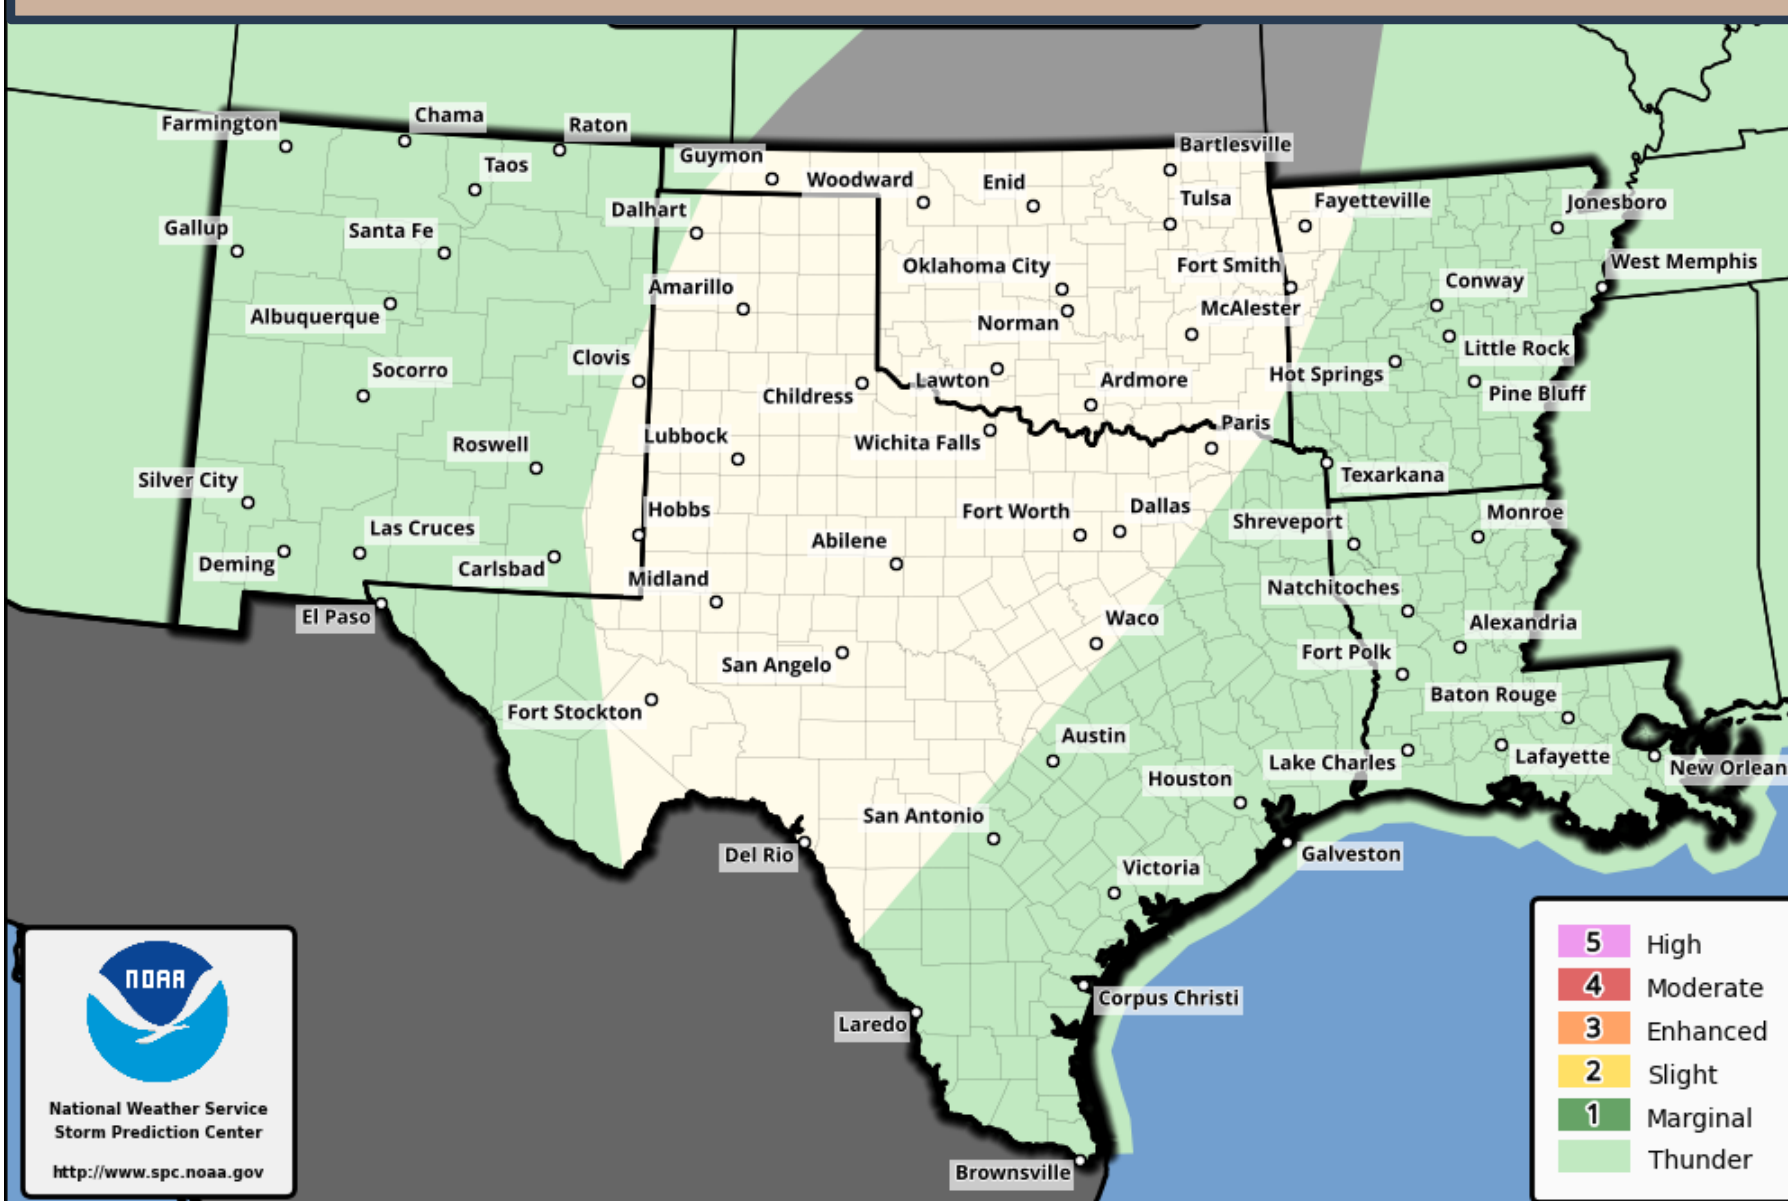 Farmington
Chama
Raton
Taos
Guymon
Woodward
Enid
Bartlesville
Tulsa
Fayetteville
Jonesboro
Dalhart
Gallup
Santa Fe
Oklahoma City
Fort Smith
West Memphis
Amarillo
Conway
Albuquerque
Norman
McAlester
Little Rock
Clovis
Socorro
Childress
Lawton
Ardmore
Hot Springs
Pine Bluff
Roswell
Lubbock
Wichita Falls
Paris
Silver City
Texarkana
Hobbs
Fort Worth
Dallas
Shreveport
Monroe
Las Cruces
Abilene
Deming
Carlsbad
Midland
Natchitoches
El Paso
Waco
Alexandria
San Angelo
Fort Polk
Fort Stockton
Baton Rouge
Austin
Lake Charles
Lafayette
Houston
New Orlean
San Antonio
Del Rio
Galveston
Victoria
Corpus Christi
Laredo
Brownsville
NOAA
National Weather Service
Storm Prediction Center
http://www.spc.noaa.gov
5 High
4 Moderate
3 Enhanced
2 Slight
1 Marginal
Thunder